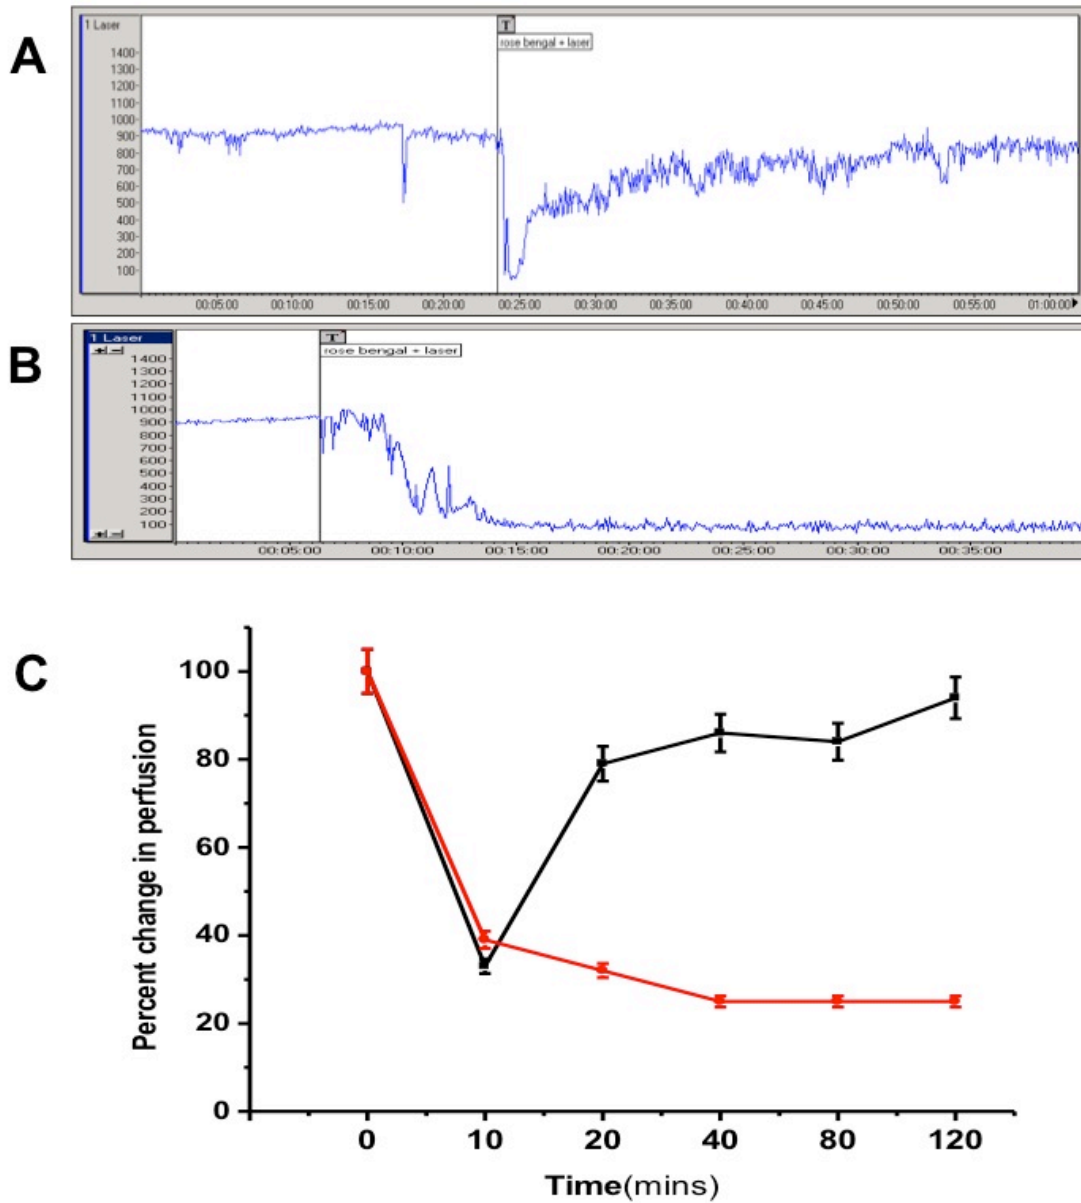 A
1 Laser
T
rose bengal + laser
1400
1300
1200
1100
1000
900
800
700
600
500
400
300
200
100
00:05:00 00:10:00 00:15:00 00:20:00 00:25:00 00:30:00 00:35:00 00:40:00 00:45:00 00:50:00 00:55:00 01:00:00
B
1 Laser
T
rose bengal + laser
1400
1300
1200
1100
1000
900
800
700
600
500
400
300
200
100
00:05:00 00:10:00 00:15:00 00:20:00 00:25:00 00:30:00 00:35:00
C
Percent change in perfusion
100
80
60
40
20
0
0 10 20 40 80 120
Time(mins)